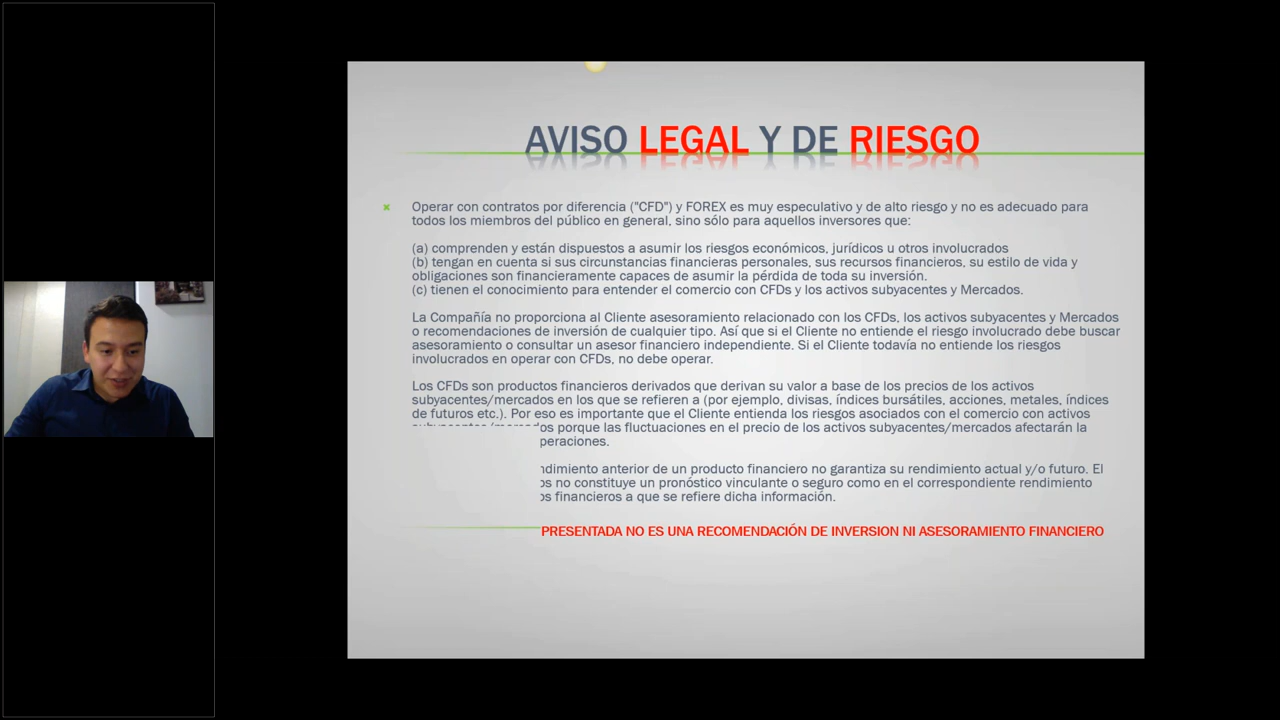 AVISO LEGAL Y DE RIESGO
Operar con contratos por diferencia ("CFD") y FOREX es muy especulativo y de alto riesgo y no es adecuado para
todos los miembros del público en general, sino sólo para aquellos inversores que:
(a) comprenden y están dispuestos a asumir los riesgos económicos, jurídicos u otros involucrados
(b) tengan en cuenta si sus circunstancias financieras personales, sus recursos financieros, su estilo de vida y
obligaciones son financieramente capaces de asumir la pérdida de toda su inversión.
(c) tienen el conocimiento para entender el comercio con CFDs y los activos subyacentes y Mercados.
La Compañía no proporciona al Cliente asesoramiento relacionado con los CFDs, los activos subyacentes y Mercados
o recomendaciones de inversión de cualquier tipo. Así que si el Cliente no entiende el riesgo involucrado debe buscar
asesoramiento o consultar un asesor financiero independiente. Si el Cliente todavía no entiende los riesgos
involucrados en operar con CFDs, no debe operar.
Los CFDs son productos financieros derivados que derivan su valor a base de los precios de los activos
subyacentes/mercados en los que se refieren a (por ejemplo, divisas, índices bursátiles, acciones, metales, índices
de futuros etc.). Por eso es importante que el Cliente entienda los riesgos asociados con el comercio con activos
porque las fluctuaciones en el precio de los activos subyacentes/mercados afectarán la
peraciones.
ndimiento anterior de un producto financiero no garantiza su rendimiento actual y/o futuro. El
os no constituye un pronóstico vinculante o seguro como en el correspondiente rendimiento
os financieros a que se refiere dicha información.
PRESENTADA NO ES UNA RECOMENDACIÓN DE INVERSION NI ASESORAMIENTO FINANCIERO